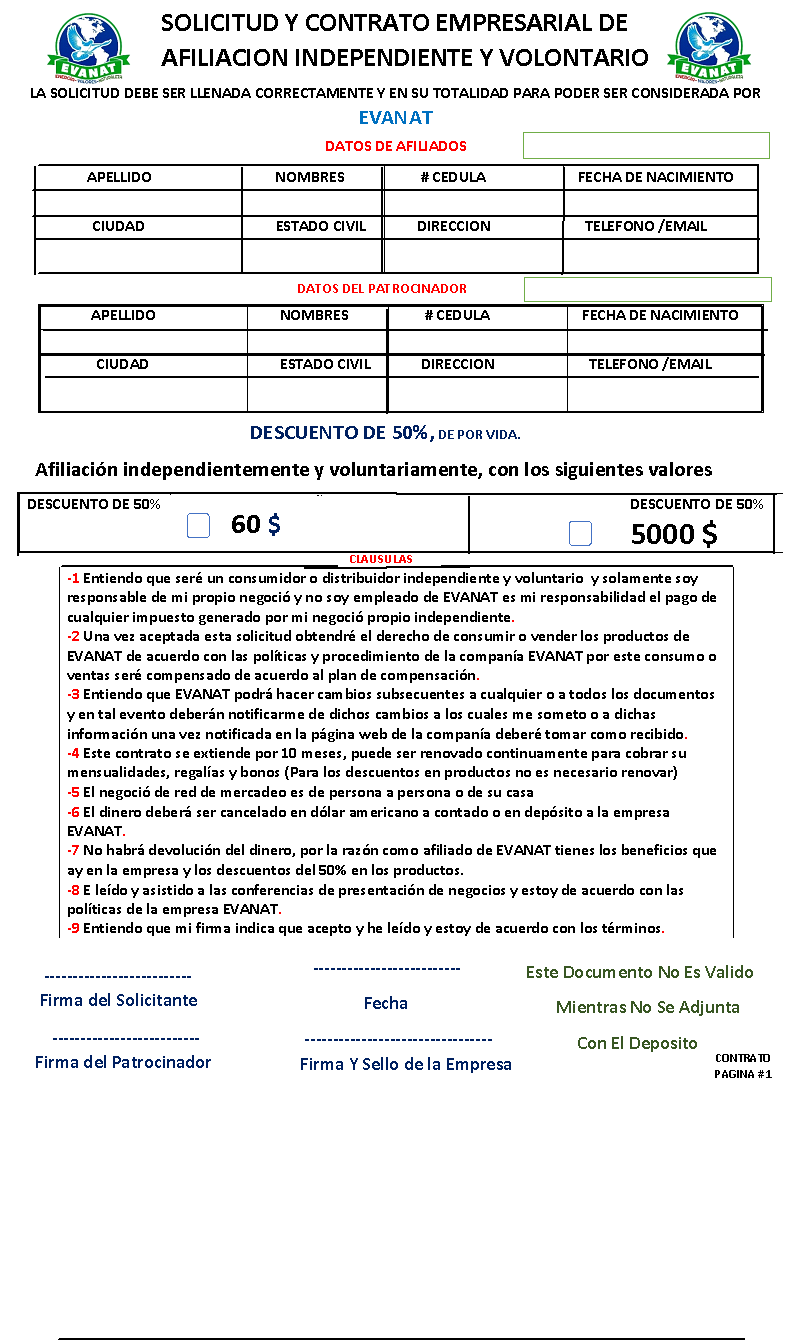 SOLICITUD Y CONTRATO EMPRESARIAL DE
AFILIACION INDEPENDIENTE Y VOLONTARIO
EVANAT
ENERGIA-VALORES-NATURALEZA
EVANAT
ENERGIA-VALORES-NATURALEZA
LA SOLICITUD DEBE SER LLENADA CORRECTAMENTE Y EN SU TOTALIDAD PARA PODER SER CONSIDERADA POR
EVANAT
DATOS DE AFILIADOS
APELLIDO NOMBRES # CEDULA FECHA DE NACIMIENTO
CIUDAD ESTADO CIVIL DIRECCION TELEFONO /EMAIL
DATOS DEL PATROCINADOR
APELLIDO NOMBRES # CEDULA FECHA DE NACIMIENTO
CIUDAD ESTADO CIVIL DIRECCION TELEFONO /EMAIL
DESCUENTO DE 50%, DE POR VIDA.
Afiliación independientemente y voluntariamente, con los siguientes valores
DESCUENTO DE 50% DESCUENTO DE 50%
60 $ 5000 $
CLAUSULAS
-1 Entiendo que seré un consumidor o distribuidor independiente y voluntario y solamente soy
responsable de mi propio negoció y no soy empleado de EVANAT es mi responsabilidad el pago de
cualquier impuesto generado por mi negoció propio independiente.
-2 Una vez aceptada esta solicitud obtendré el derecho de consumir o vender los productos de
EVANAT de acuerdo con las políticas y procedimiento de la companía EVANAT por este consumo o
ventas seré compensado de acuerdo al plan de compensación.
-3 Entiendo que EVANAT podrá hacer cambios subsecuentes a cualquier o a todos los documentos
y en tal evento deberán notificarme de dichos cambios a los cuales me someto o a dichas
información una vez notificada en la página web de la companía deberé tomar como recibido.
-4 Este contrato se extiende por 10 meses, puede ser renovado continuamente para cobrar su
mensualidades, regalías y bonos (Para los descuentos en productos no es necesario renovar)
-5 El negoció de red de mercadeo es de persona a persona o de su casa
-6 El dinero deberá ser cancelado en dólar americano a contado o en depósito a la empresa
EVANAT.
-7 No habrá devolución del dinero, por la razón como afiliado de EVANAT tienes los beneficios que
ay en la empresa y los descuentos del 50% en los productos.
-8 E leído y asistido a las conferencias de presentación de negocios y estoy de acuerdo con las
políticas de la empresa EVANAT.
-9 Entiendo que mi firma indica que acepto y he leído y estoy de acuerdo con los términos.
Firma del Solicitante
Fecha
Firma del Patrocinador
Firma Y Sello de la Empresa
Este Documento No Es Valido
Mientras No Se Adjunta
Con El Deposito
CONTRATO
PAGINA #1